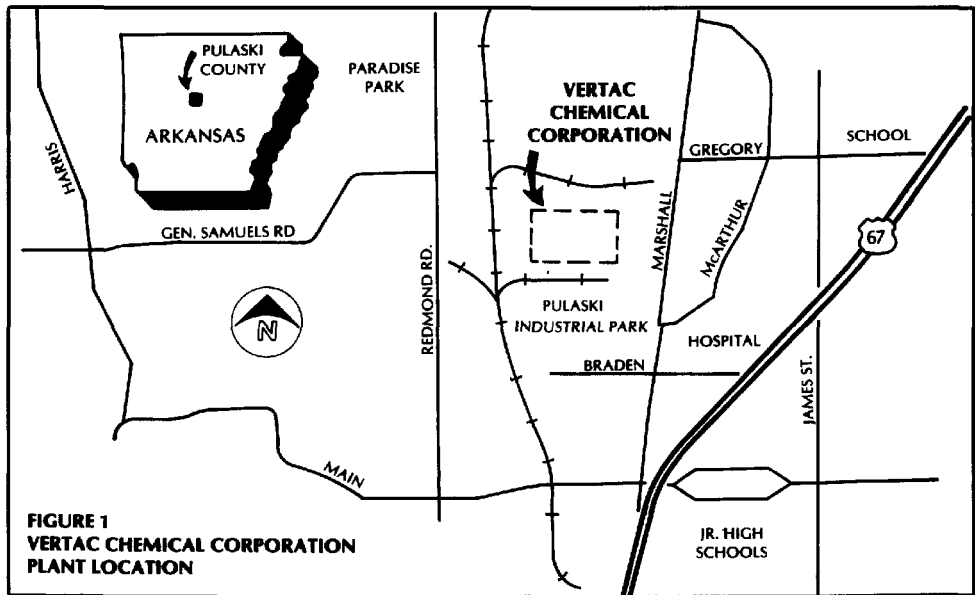 PULASKI
COUNTY
ARKANSAS
PARADISE
PARK
VERTAC
CHEMICAL
CORPORATION
GREGORY
SCHOOL
HARRIS
GEN. SAMUELS RD
REDMOND RD.
MARSHALL
McARTHUR
67
N
PULASKI
INDUSTRIAL PARK
HOSPITAL
BRADEN
JAMES ST.
MAIN
JR. HIGH
SCHOOLS
FIGURE 1
VERTAC CHEMICAL CORPORATION
PLANT LOCATION